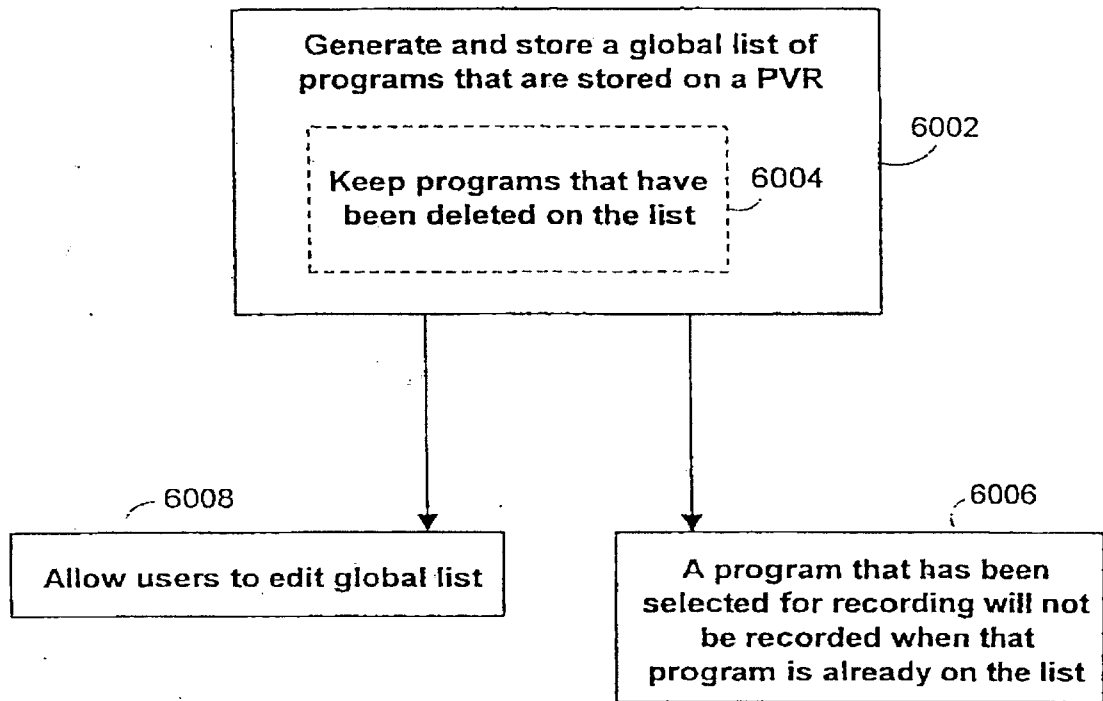 Generate and store a global list of
programs that are stored on a PVR
6002
Keep programs that have
been deleted on the list
6004
6008
Allow users to edit global list
6006
A program that has been
selected for recording will not
be recorded when that
program is already on the list